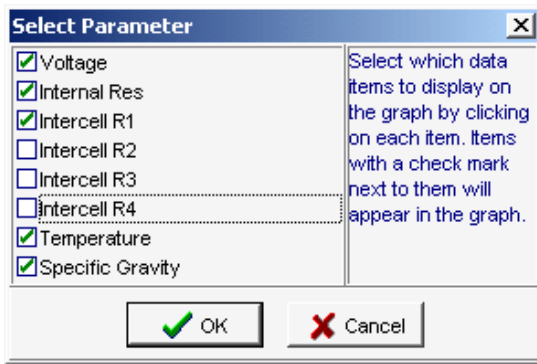 Select Parameter
Voltage
Internal Res
Intercell R1
Intercell R2
Intercell R3
Intercell R4
Temperature
Specific Gravity
Select which data
items to display on
the graph by clicking
on each item. Items
with a check mark
next to them will
appear in the graph.
OK
Cancel